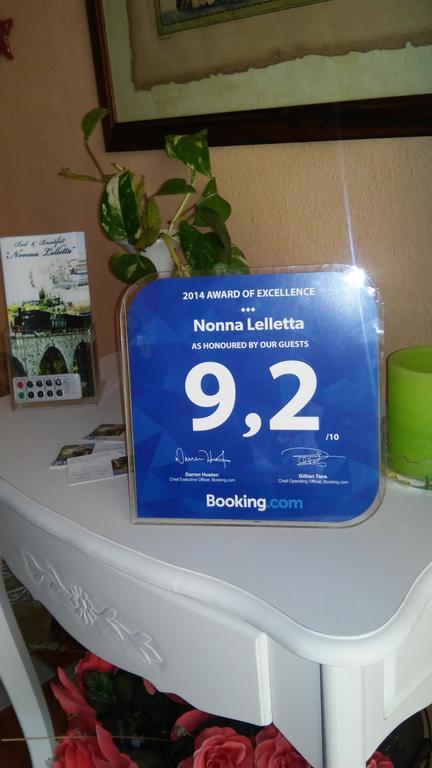 Bed & Breakfast
"Nonna Lelletta"
2014 AWARD OF EXCELLENCE
Nonna Lelletta
AS HONOURED BY OUR GUESTS
9,2
/10
Darren Huston
Chief Executive Officer, Booking.com
Gillian Tans
Chief Operating Officer, Booking.com
Booking.com